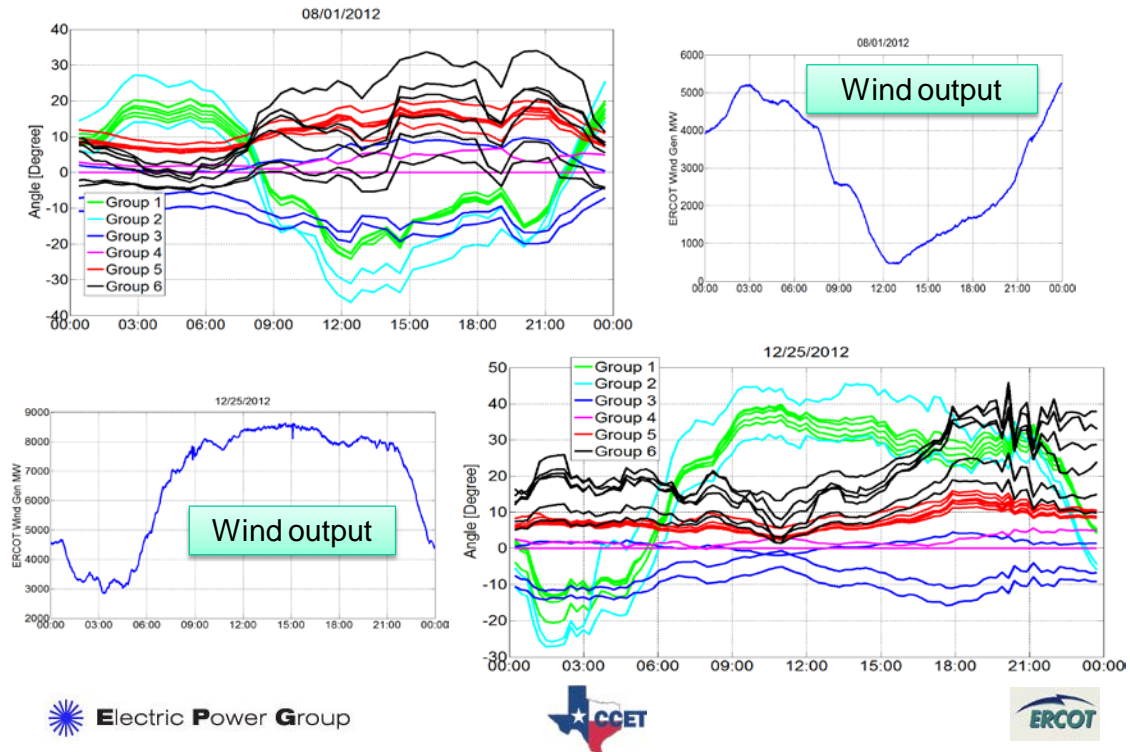 08/01/2012
Angle [Degree]
40
30
20
10
0
-10
-20
-30
-40
Group 1
Group 2
Group 3
Group 4
Group 5
Group 6
00:00 03:00 06:00 09:00 12:00 15:00 18:00 21:00 00:00
08/01/2012
Wind output
ERCOT Wind Gen MW
6000
5000
4000
3000
2000
1000
0
00:00 03:00 06:00 09:00 12:00 15:00 18:00 21:00 00:00
12/25/2012
Wind output
ERCOT Wind Gen MW
9000
8000
7000
6000
5000
4000
3000
2000
00:00 03:00 06:00 09:00 12:00 15:00 18:00 21:00 00:00
12/25/2012
Angle [Degree]
50
40
30
20
10
0
-10
-20
-30
Group 1
Group 2
Group 3
Group 4
Group 5
Group 6
00:00 03:00 06:00 09:00 12:00 15:00 18:00 21:00 00:00
Electric Power Group
CCET
ERCOT